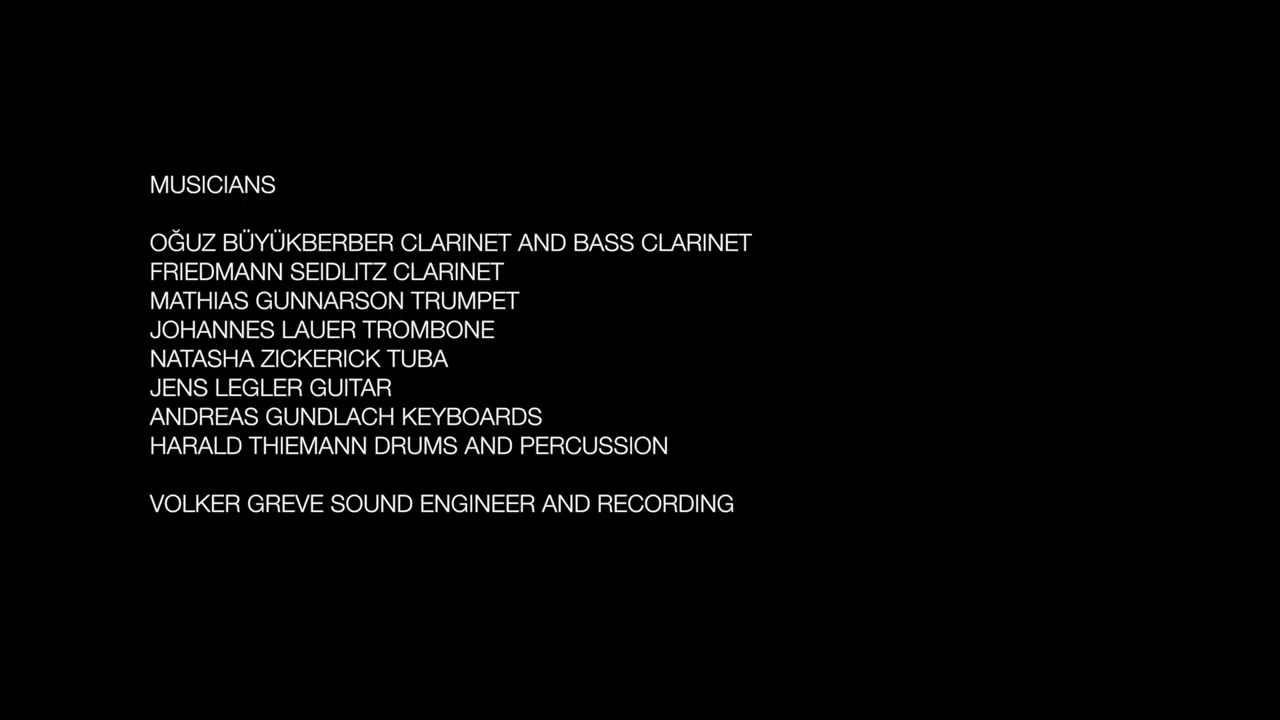 MUSICIANS
OĞUZ BÜYÜKBERBER CLARINET AND BASS CLARINET
FRIEDMANN SEIDLITZ CLARINET
MATHIAS GUNNARSON TRUMPET
JOHANNES LAUER TROMBONE
NATASHA ZICKERICK TUBA
JENS LEGLER GUITAR
ANDREAS GUNDLACH KEYBOARDS
HARALD THIEMANN DRUMS AND PERCUSSION
VOLKER GREVE SOUND ENGINEER AND RECORDING